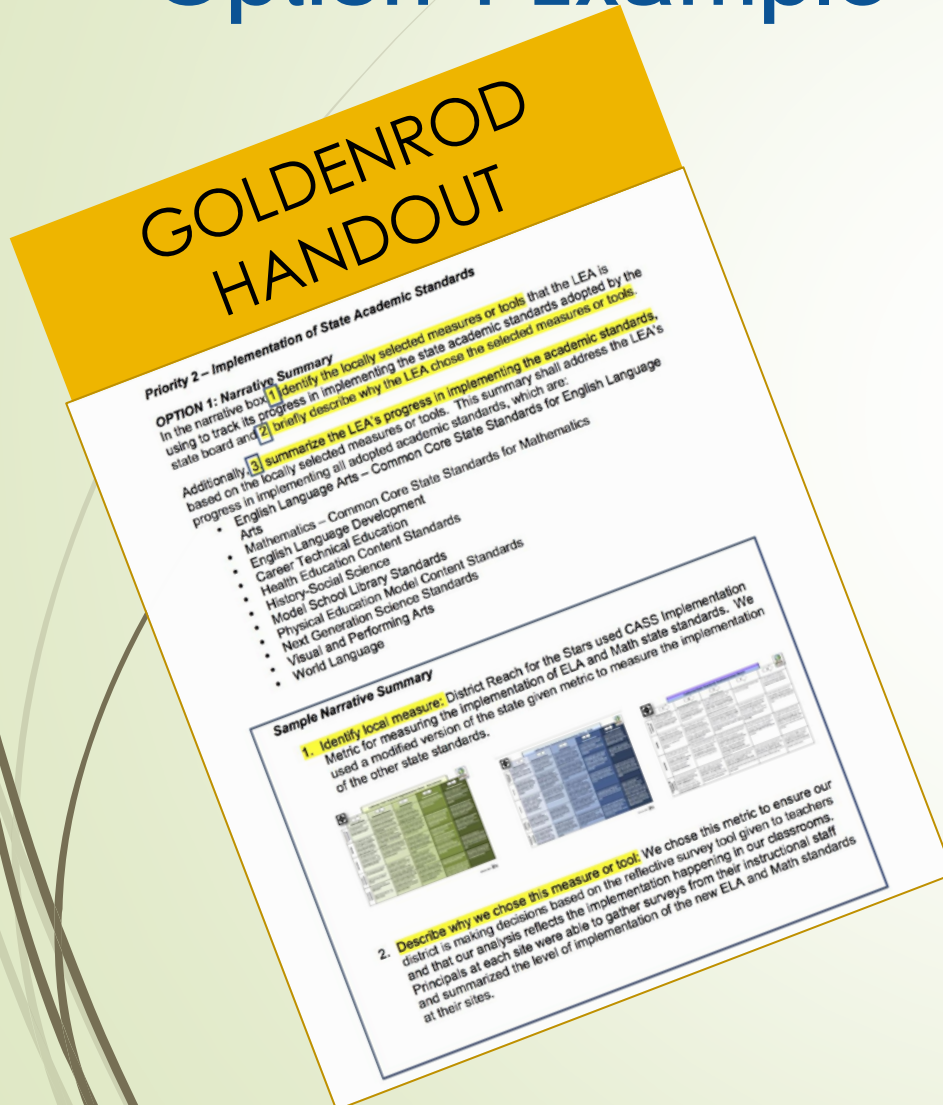 Option 1 Example
GOLDENROD
HANDOUT
Priority 2 – Implementation of State Academic Standards
OPTION 1: Narrative Summary
In the narrative box 1 identify the locally selected measures or tools that the LEA is
using to track its progress in implementing the state academic standards adopted by the
state board and 2 briefly describe why the LEA chose the selected measures or tools.
Additionally, 3 summarize the LEA's progress in implementing the academic standards,
based on the locally selected measures or tools. This summary shall address the LEA's
progress in implementing all adopted academic standards, which are:
• English Language Arts – Common Core State Standards for English Language
Arts
• Mathematics – Common Core State Standards for Mathematics
• English Language Development
• Career Technical Education
• Health Education Content Standards
• History-Social Science
• Model School Library Standards
• Physical Education Model Content Standards
• Next Generation Science Standards
• Visual and Performing Arts
• World Language
Sample Narrative Summary
1. Identify local measure: District Reach for the Stars used CASS Implementation
Metric for measuring the implementation of ELA and Math state standards. We
used a modified version of the state given metric to measure the implementation
of the other state standards.
2. Describe why we chose this measure or tool: We chose this metric to ensure our
district is making decisions based on the reflective survey tool given to teachers
and that our analysis reflects the implementation happening in our classrooms.
Principals at each site were able to gather surveys from their instructional staff
and summarized the level of implementation of the new ELA and Math standards
at their sites.